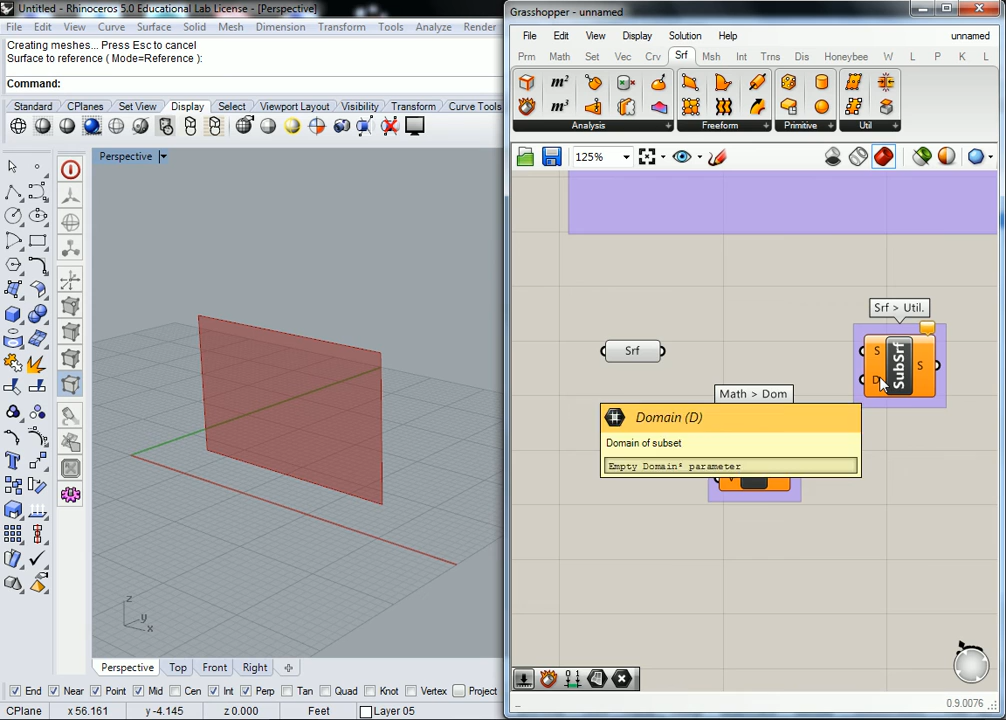 Untitled - Rhinoceros 5.0 Educational Lab License - [Perspective]
File Edit View Curve Surface Solid Mesh Dimension Transform Tools Analyze Render
Creating meshes... Press Esc to cancel
Surface to reference ( Mode=Reference ):
Command:
Standard CPlanes Set View Display Select Viewport Layout Visibility Transform Curve Tools
Perspective
z
y
x
Perspective Top Front Right
End Near Point Mid Cen Int Perp Tan Quad Knot Vertex Project
CPlane x 56.161 y -4.145 z 0.000 Feet Layer 05
Grasshopper - unnamed
File Edit View Display Solution Help unnamed
Prm Math Set Vec Crv Srf Msh Int Trns Dis Honeybee W L P K L
m² m³
Analysis Freeform Primitive Util
125%
Srf > Util.
Srf
S
D
SubSrf
S
Math > Dom
Domain (D)
Domain of subset
Empty Domain² parameter
0.9.0076